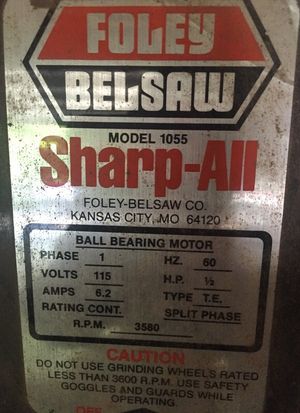 FOLEY
BELSAW
MODEL 1055
Sharp-All
FOLEY-BELSAW CO.
KANSAS CITY, MO 64120
BALL BEARING MOTOR
PHASE 1 HZ. 60
VOLTS 115 H.P. ½
AMPS 6.2 TYPE T.E.
RATING CONT. SPLIT PHASE
R.P.M. 3580
CAUTION
DO NOT USE GRINDING WHEELS RATED
LESS THAN 3600 R.P.M. USE SAFETY
GOGGLES AND GUARDS WHILE
OPERATING.